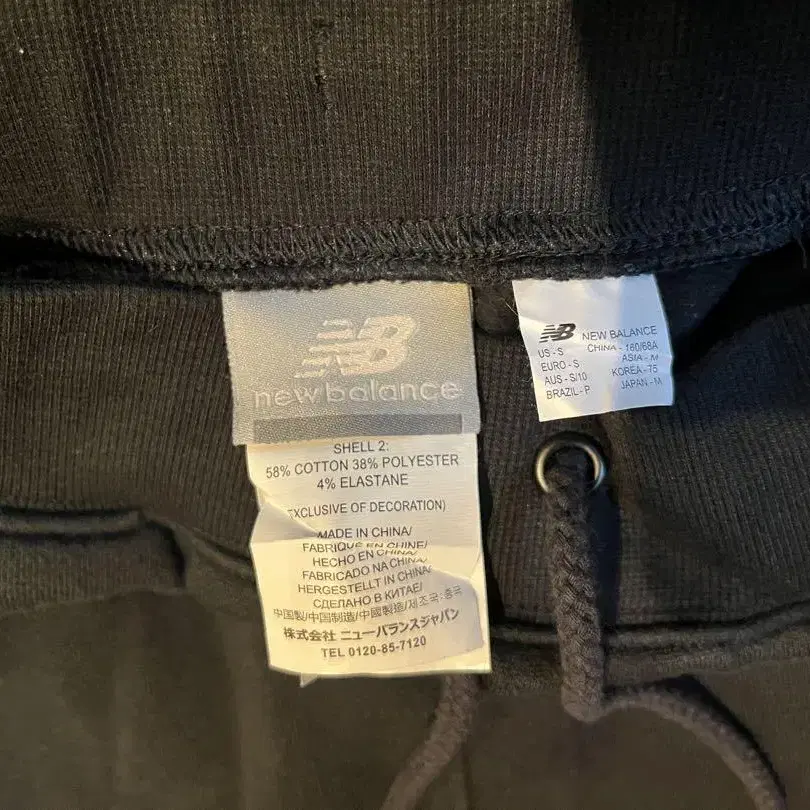 new balance
SHELL 2:
58% COTTON 38% POLYESTER
4% ELASTANE
EXCLUSIVE OF DECORATION)
MADE IN CHINA/
FABRIQUÉ EN CHINE/
HECHO EN CHINA/
FABRICADO NA CHINA/
HERGESTELLT IN CHINA/
СДЕЛАНО В КИТАЕ/
中国製/中国制造/中國製造/제조국:중국
株式会社 ニューバランスジャパン
TEL 0120-85-7120
NB NEW BALANCE
US - S CHINA - 160/68A
EURO - S ASIA - M
AUS - S/10 KOREA - 75
BRAZIL - P JAPAN - M